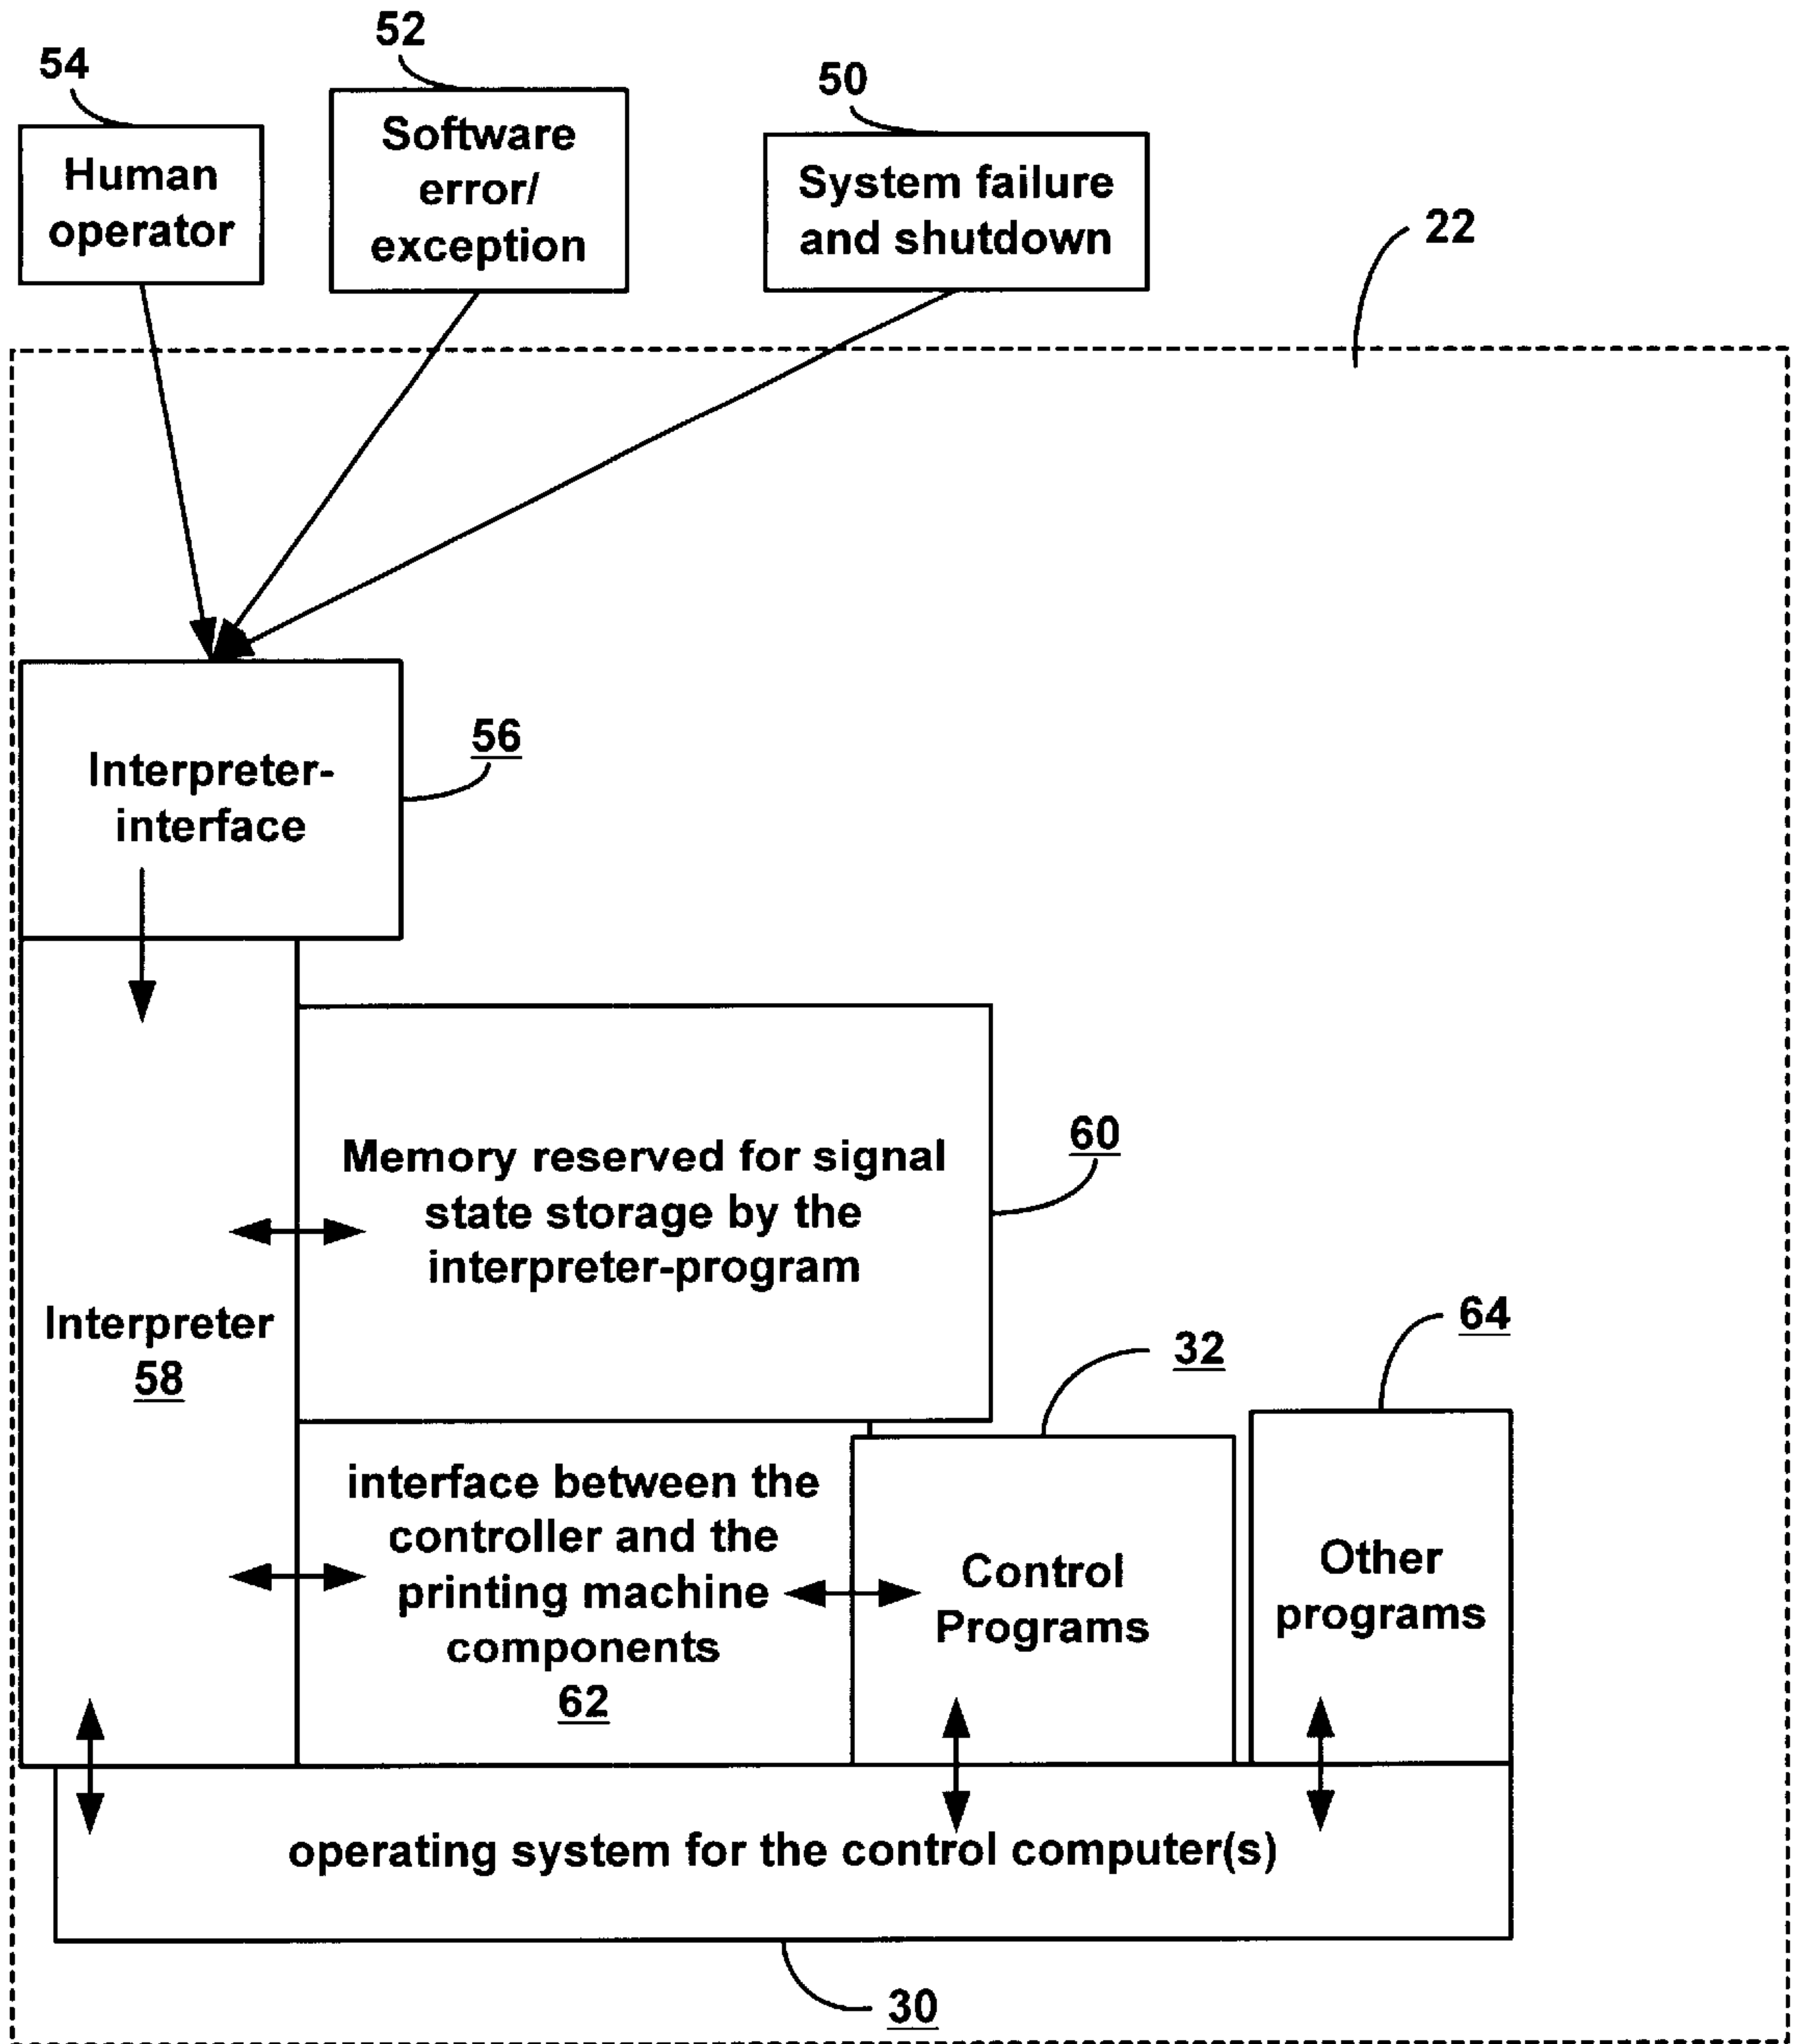 54
52
50
Human
operator
Software
error/
exception
System failure
and shutdown
22
Interpreter-
interface
56
Memory reserved for signal
state storage by the
interpreter-program
60
Interpreter
58
interface between the
controller and the
printing machine
components
62
32
Control
Programs
64
Other
programs
operating system for the control computer(s)
30